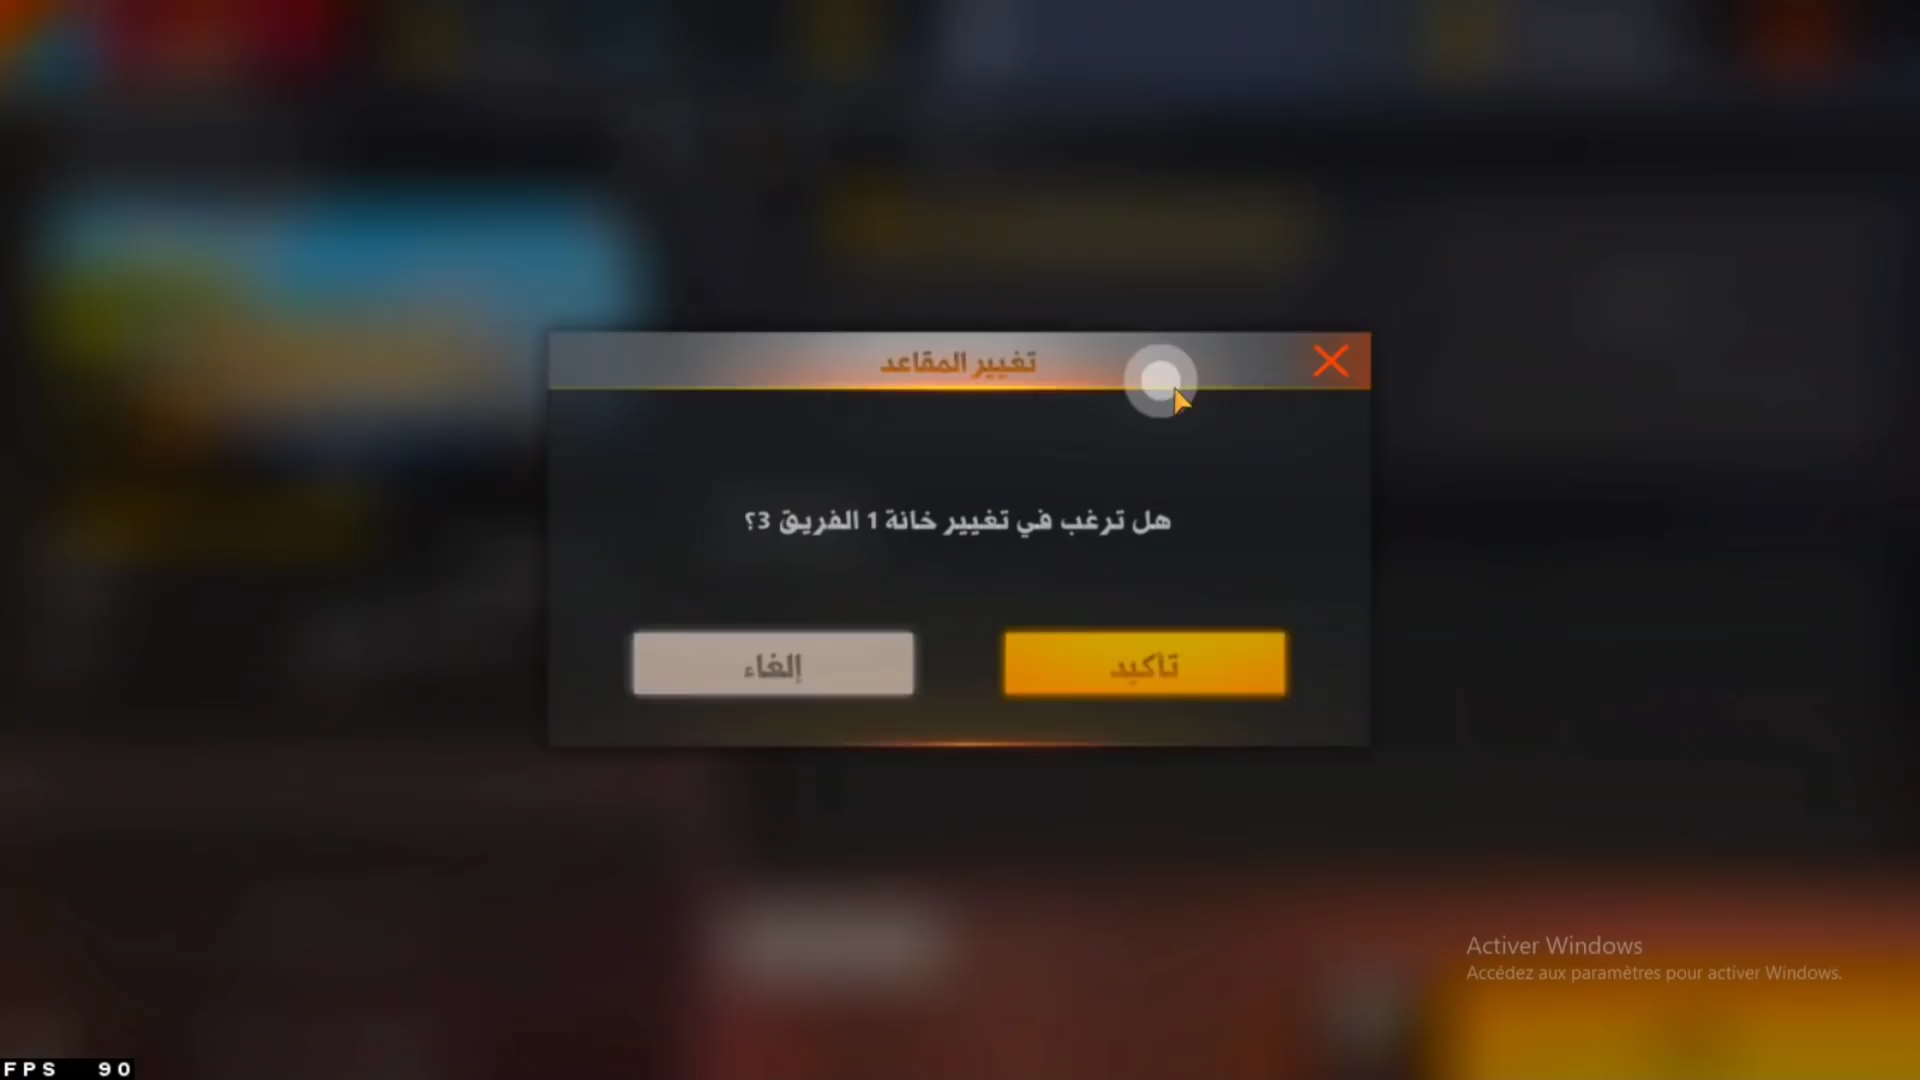 تغيير المقاعد
هل ترغب في تغيير خانة 1 الفريق 3؟
تأكيد
إلغاء
Activer Windows
Accédez aux paramètres pour activer Windows.
FPS 90